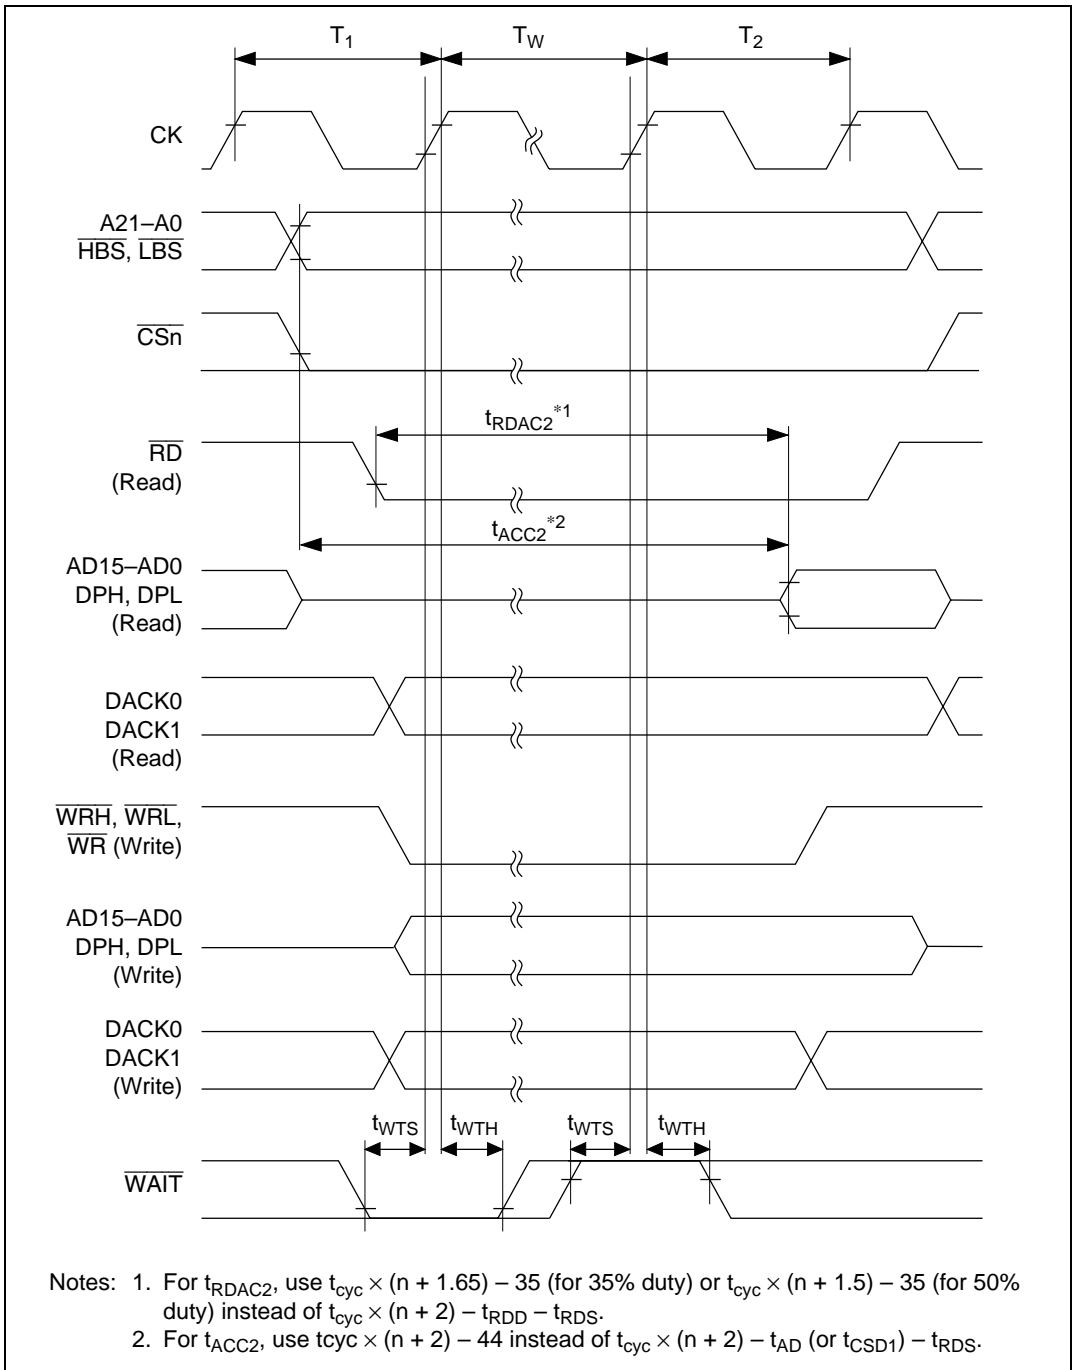 T1 TW T2
CK
A21–A0
HBS, LBS
CSn
tRDAC2*1
RD
(Read)
tACC2*2
AD15–AD0
DPH, DPL
(Read)
DACK0
DACK1
(Read)
WRH, WRL,
WR (Write)
AD15–AD0
DPH, DPL
(Write)
DACK0
DACK1
(Write)
tWTS tWTH tWTS tWTH
WAIT
Notes: 1. For tRDAC2, use tcyc × (n + 1.65) – 35 (for 35% duty) or tcyc × (n + 1.5) – 35 (for 50%
duty) instead of tcyc × (n + 2) – tRDD – tRDS.
2. For tACC2, use tcyc × (n + 2) – 44 instead of tcyc × (n + 2) – tAD (or tCSD1) – tRDS.